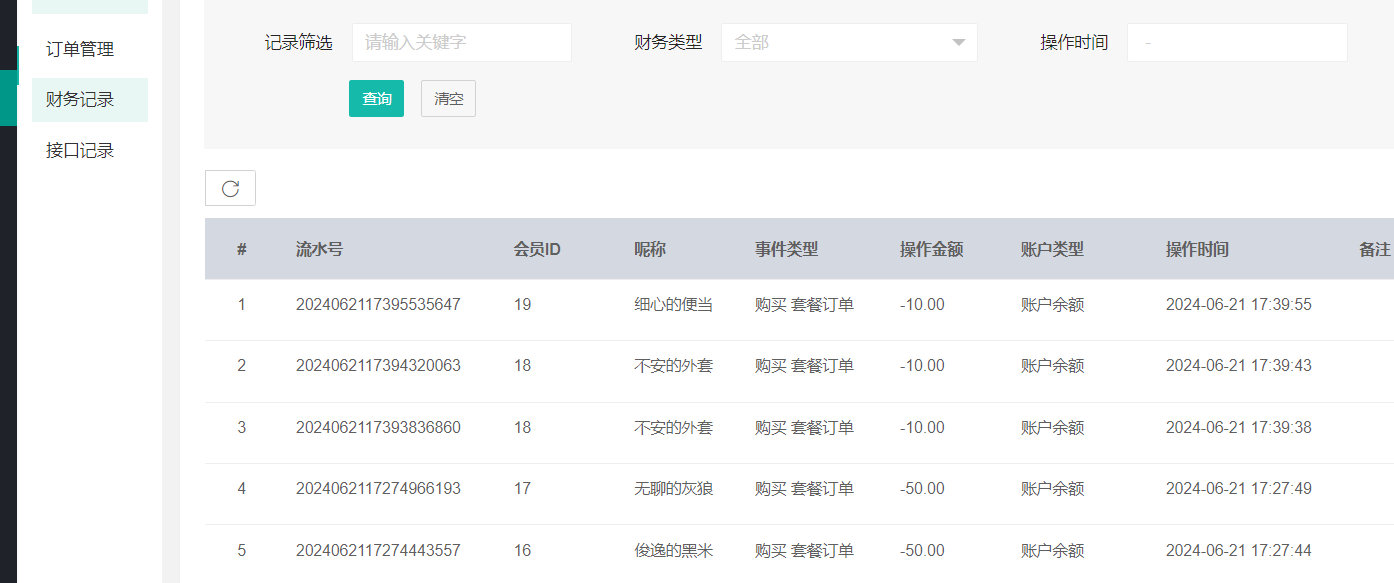 订单管理
财务记录
接口记录
记录筛选 请输入关键字 财务类型 全部 操作时间 -
查询 清空
# 流水号 会员ID 昵称 事件类型 操作金额 账户类型 操作时间 备注
1 2024062117395535647 19 细心的便当 购买 套餐订单 -10.00 账户余额 2024-06-21 17:39:55
2 2024062117394320063 18 不安的外套 购买 套餐订单 -10.00 账户余额 2024-06-21 17:39:43
3 2024062117393836860 18 不安的外套 购买 套餐订单 -10.00 账户余额 2024-06-21 17:39:38
4 2024062117274966193 17 无聊的灰狼 购买 套餐订单 -50.00 账户余额 2024-06-21 17:27:49
5 2024062117274443557 16 俊逸的黑米 购买 套餐订单 -50.00 账户余额 2024-06-21 17:27:44